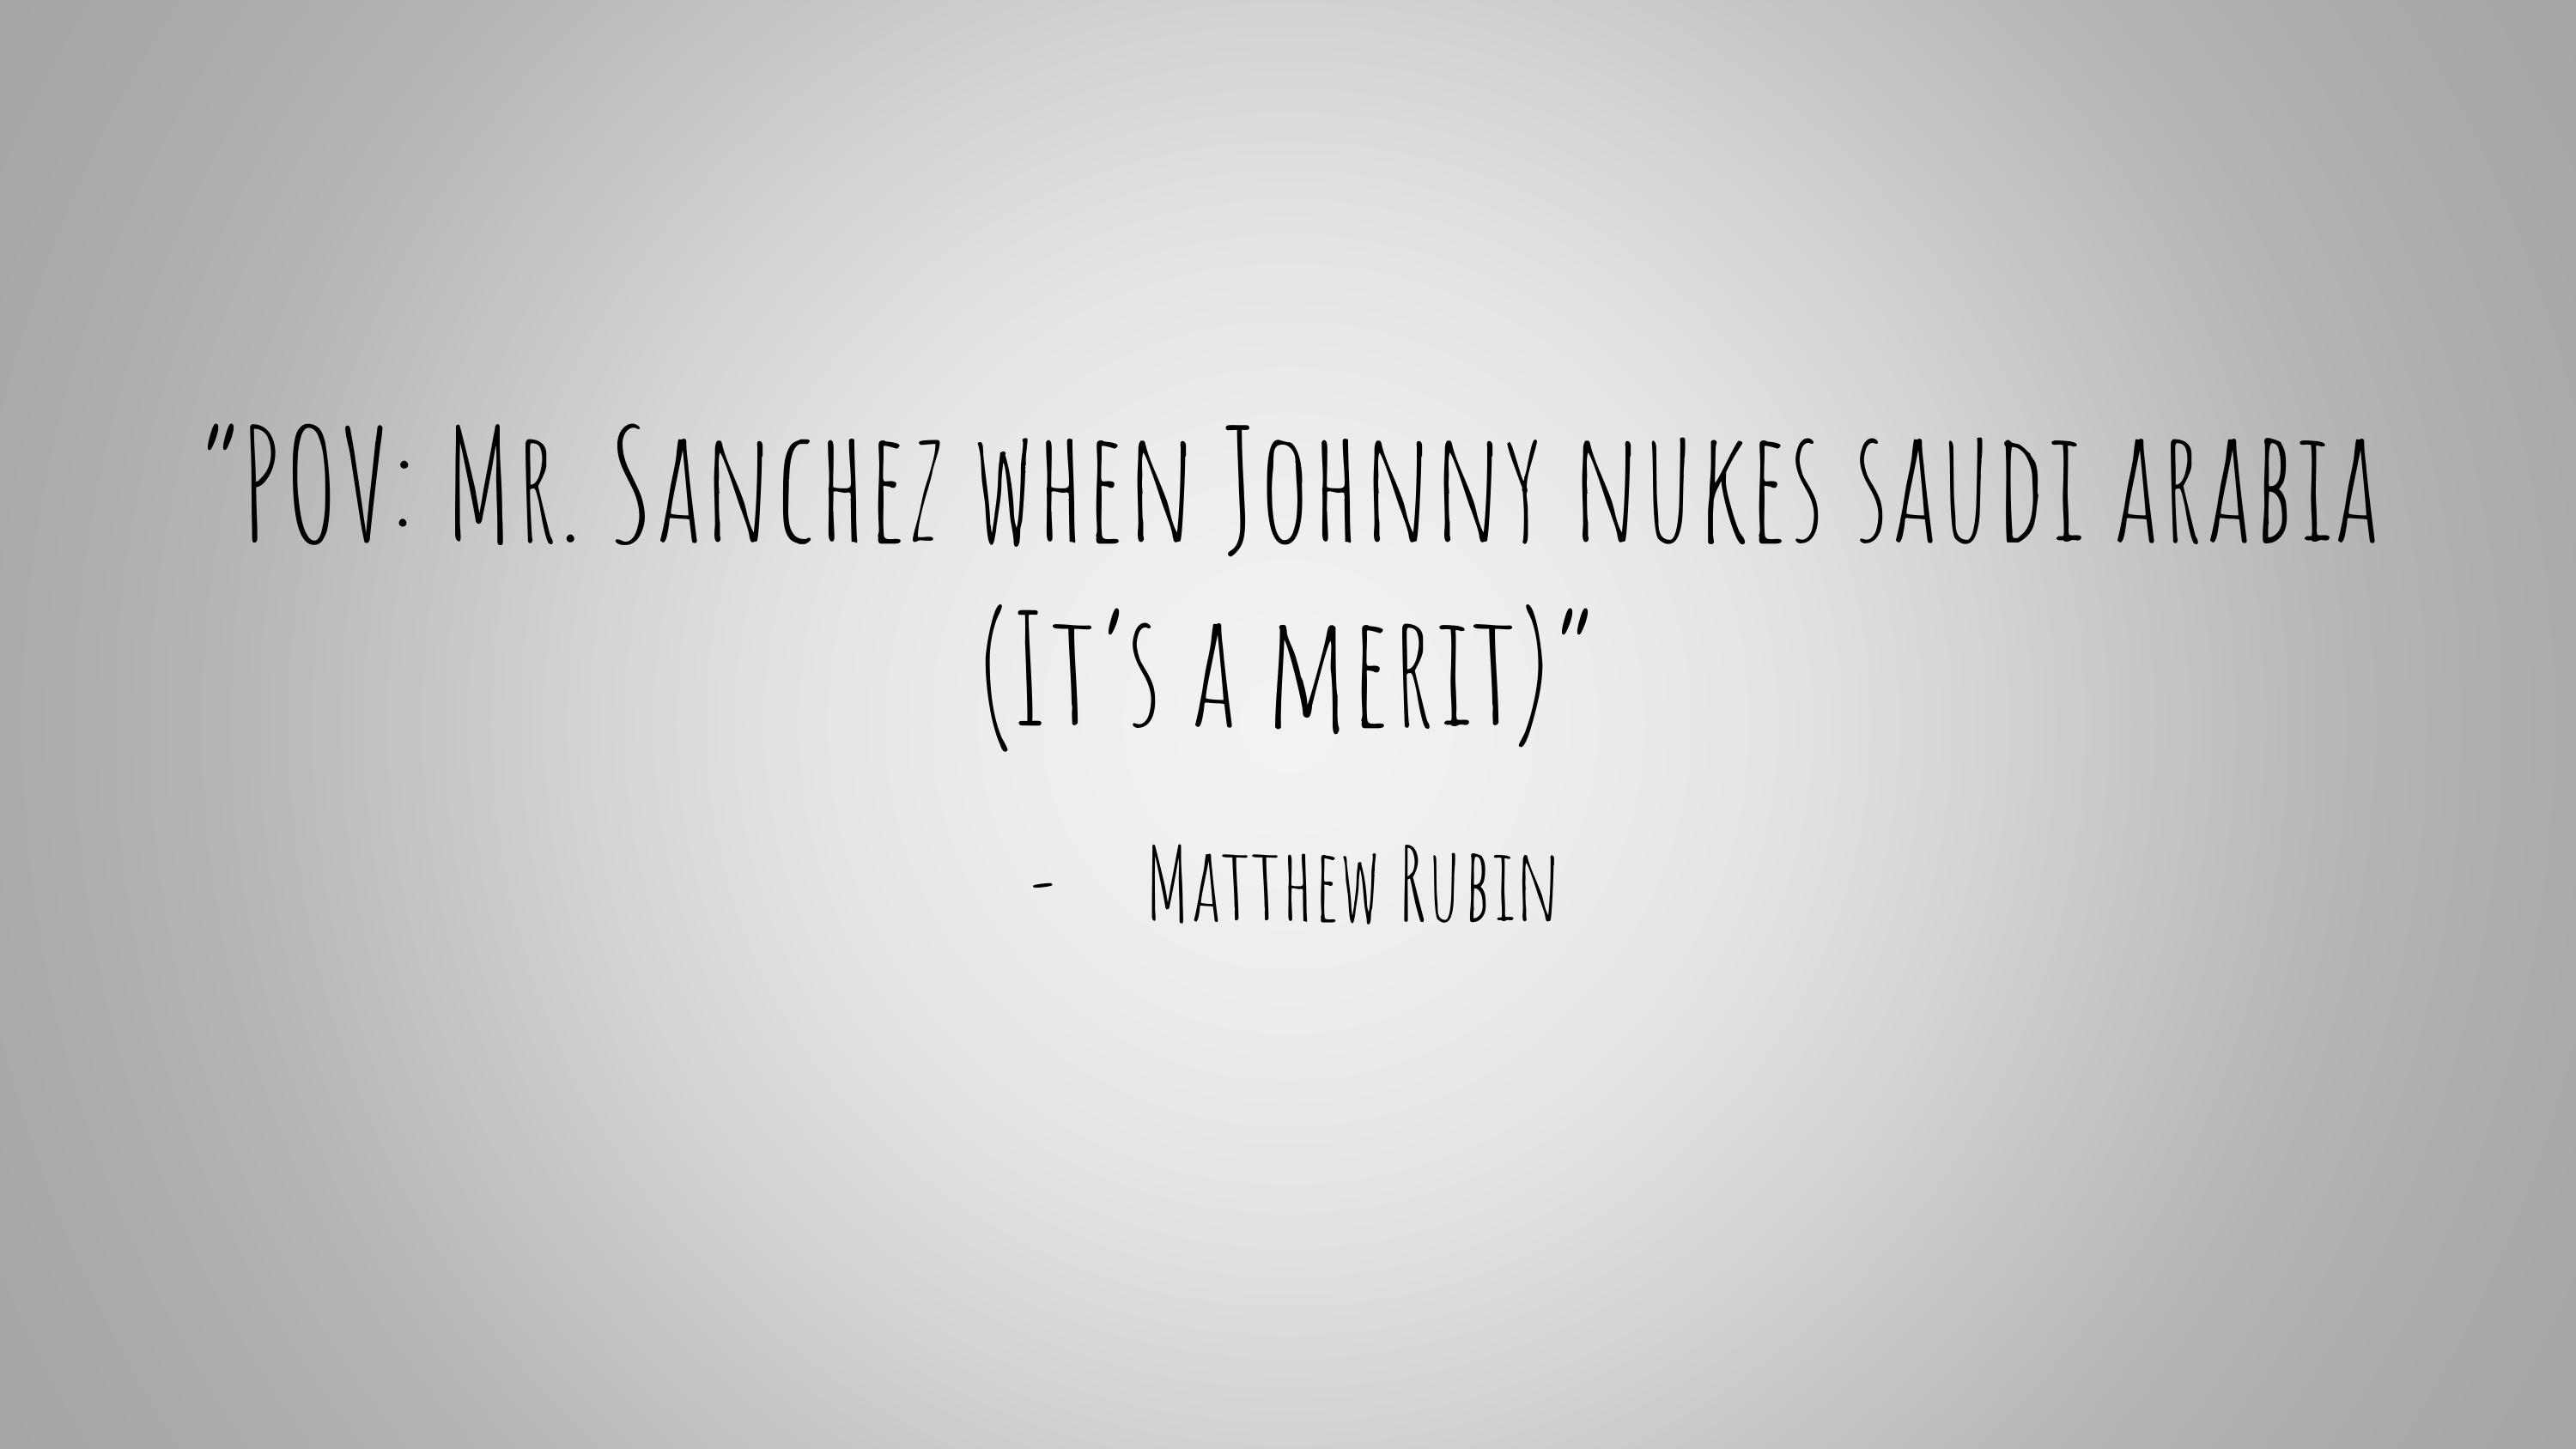 "POV: Mr. Sanchez when Johnny nukes saudi arabia
(It's a merit)"
- Matthew Rubin